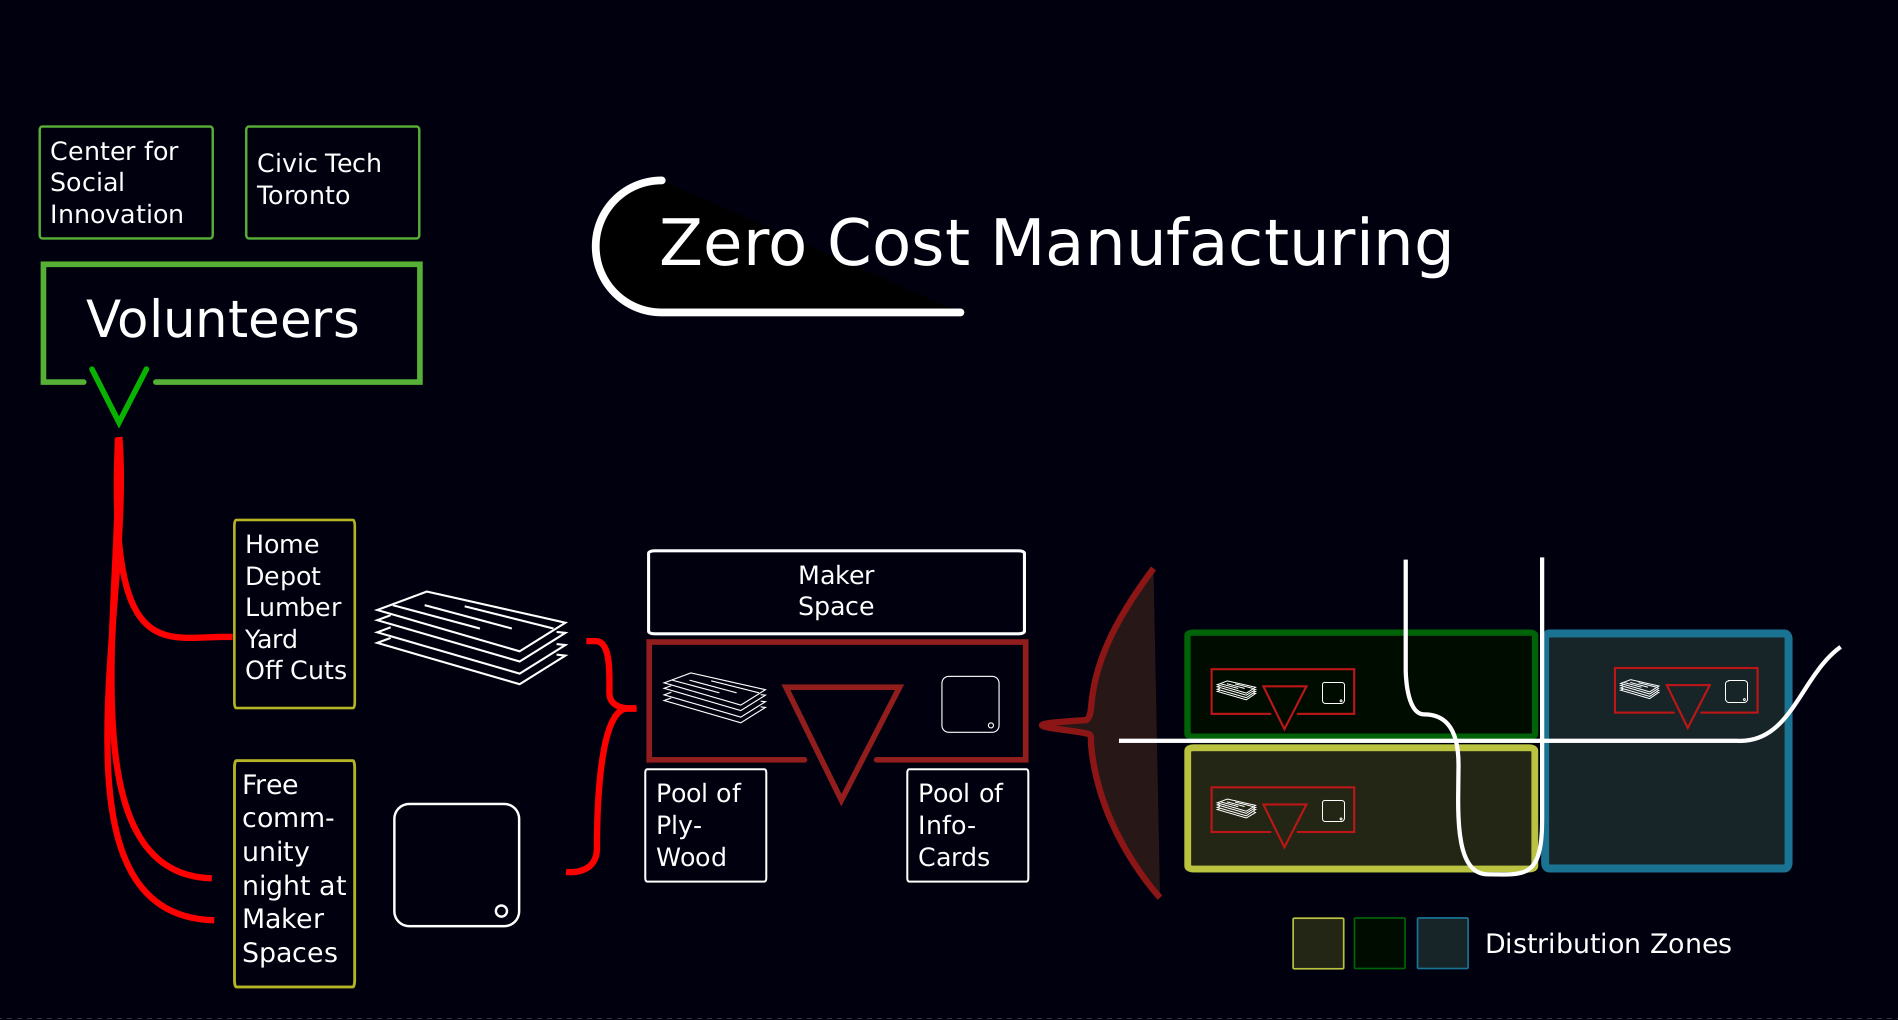 Center for
Social
Innovation
Civic Tech
Toronto
Zero Cost Manufacturing
Volunteers
Home
Depot
Lumber
Yard
Off Cuts
Maker
Space
Free
comm-
unity
night at
Maker
Spaces
Pool of
Ply-
Wood
Pool of
Info-
Cards
Distribution Zones